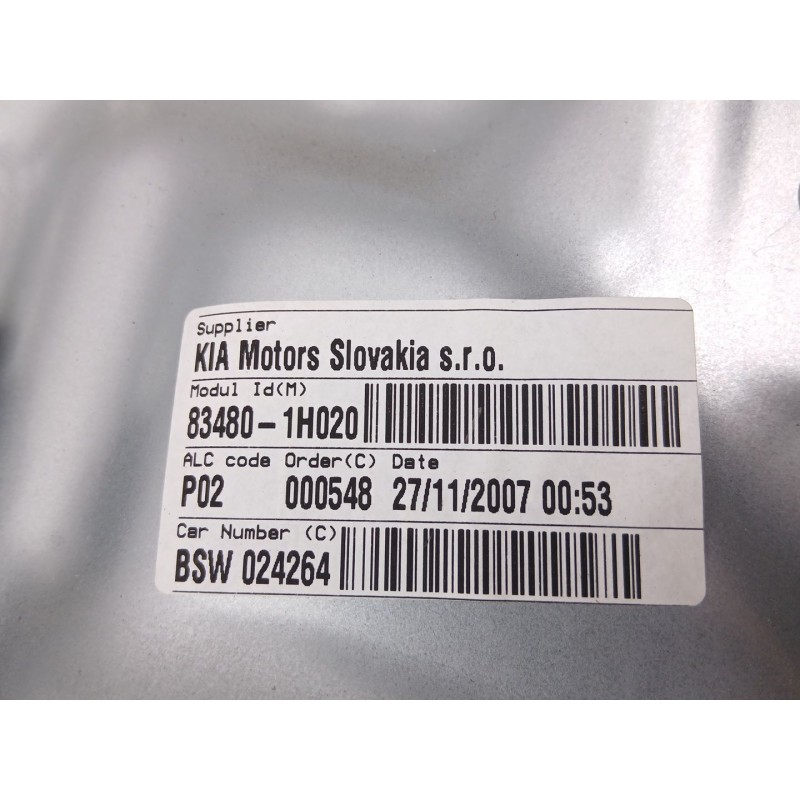 Supplier
KIA Motors Slovakia s.r.o.
Modul Id(M)
83480-1H020
ALC code Order(C) Date
P02 000548 27/11/2007 00:53
Car Number (C)
BSW 024264